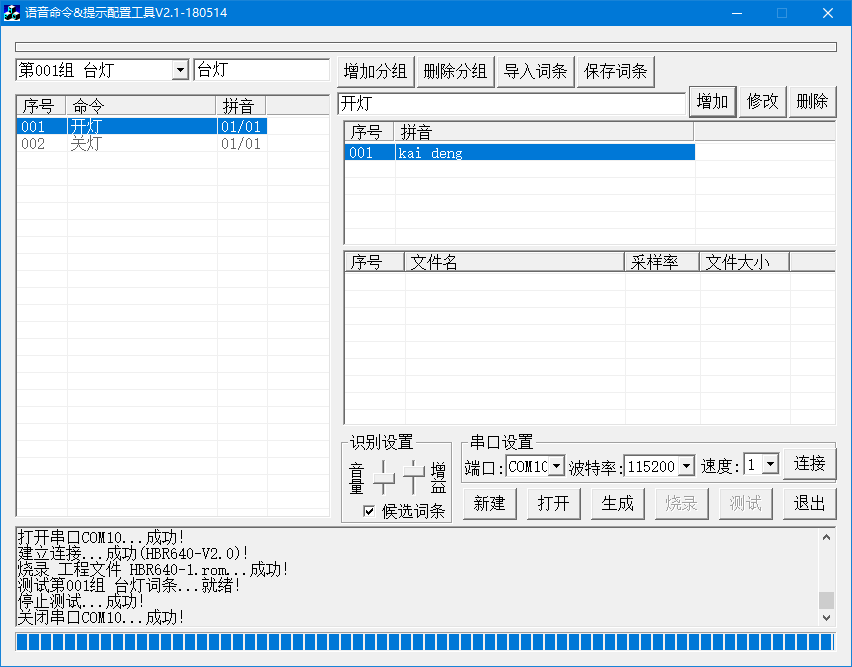 语音命令&提示配置工具V2.1-180514
第001组 台灯 台灯 增加分组 删除分组 导入词条 保存词条
开灯 增加 修改 删除
序号 命令 拼音
001 开灯 01/01
002 关灯 01/01
序号 拼音
001 kai deng
序号 文件名 采样率 文件大小
识别设置
音量 增益
候选词条
串口设置
端口: COM10 波特率: 115200 速度: 1 连接
新建 打开 生成 烧录 测试 退出
打开串口COM10...成功!
建立连接...成功(HBR640-V2.0)!
烧录 工程文件 HBR640-1.rom...成功!
测试第001组 台灯词条...就绪!
停止测试...成功!
关闭串口COM10...成功!